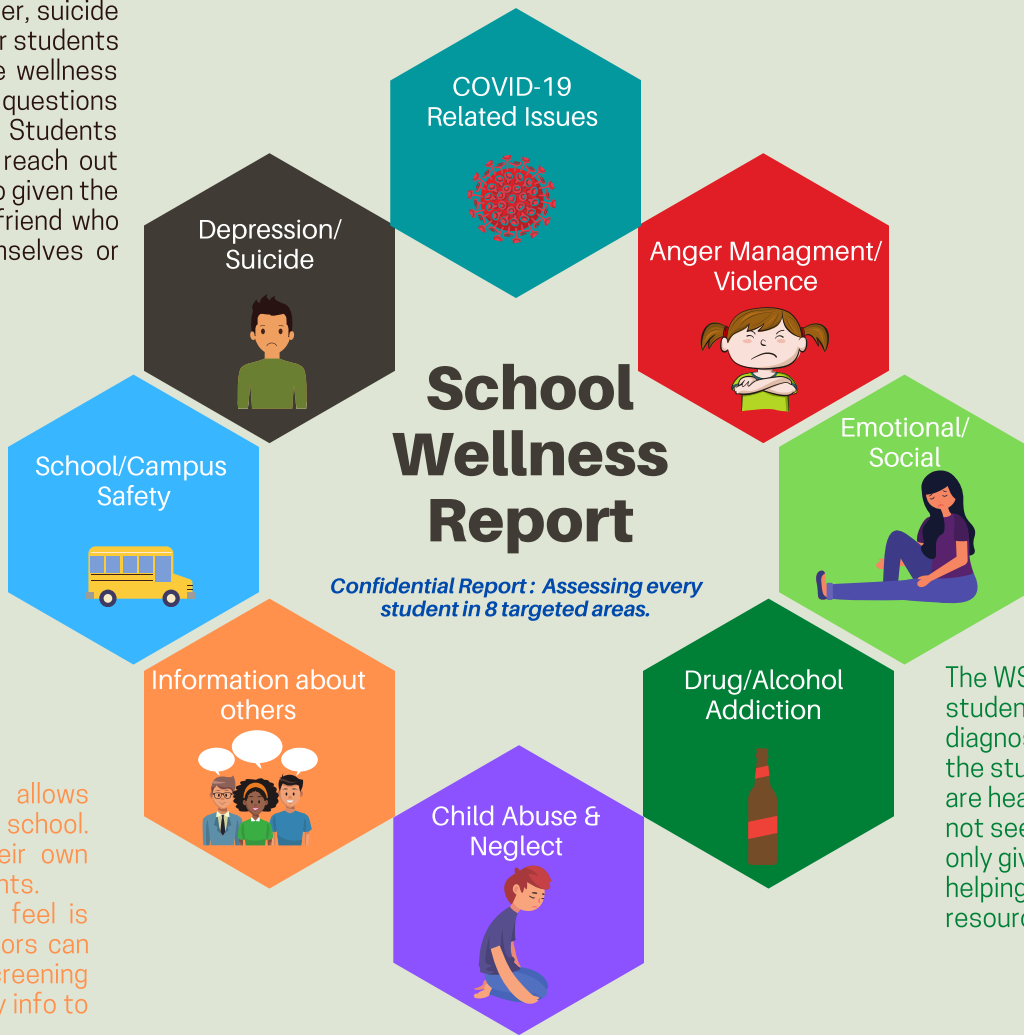 er, suicide
r students
e wellness
questions
Students
reach out
o given the
friend who
nselves or
COVID-19
Related Issues
Depression/
Suicide
Anger Managment/
Violence
School
Wellness
Report
Confidential Report : Assessing every
student in 8 targeted areas.
School/Campus
Safety
Emotional/
Social
Information about
others
Drug/Alcohol
Addiction
Child Abuse &
Neglect
allows
school.
eir own
nts.
feel is
ors can
creening
y info to
The WS
studen
diagnos
the stu
are hea
not see
only giv
helping
resourc